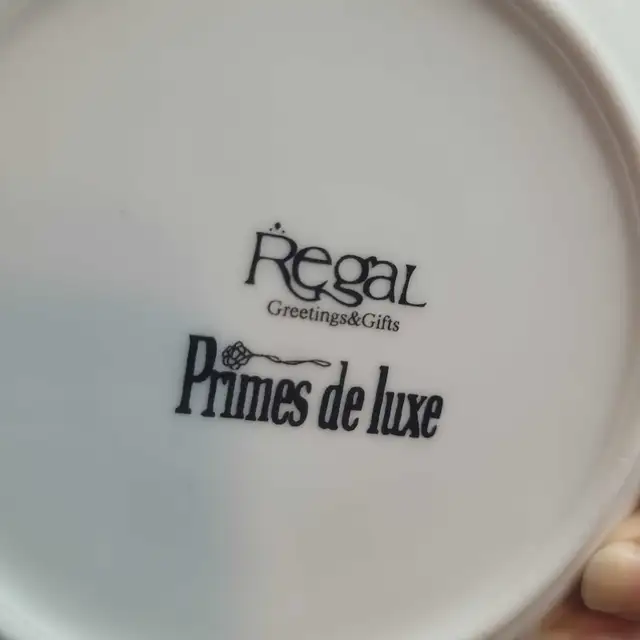 Regal
Greetings&Gifts
Primes de luxe